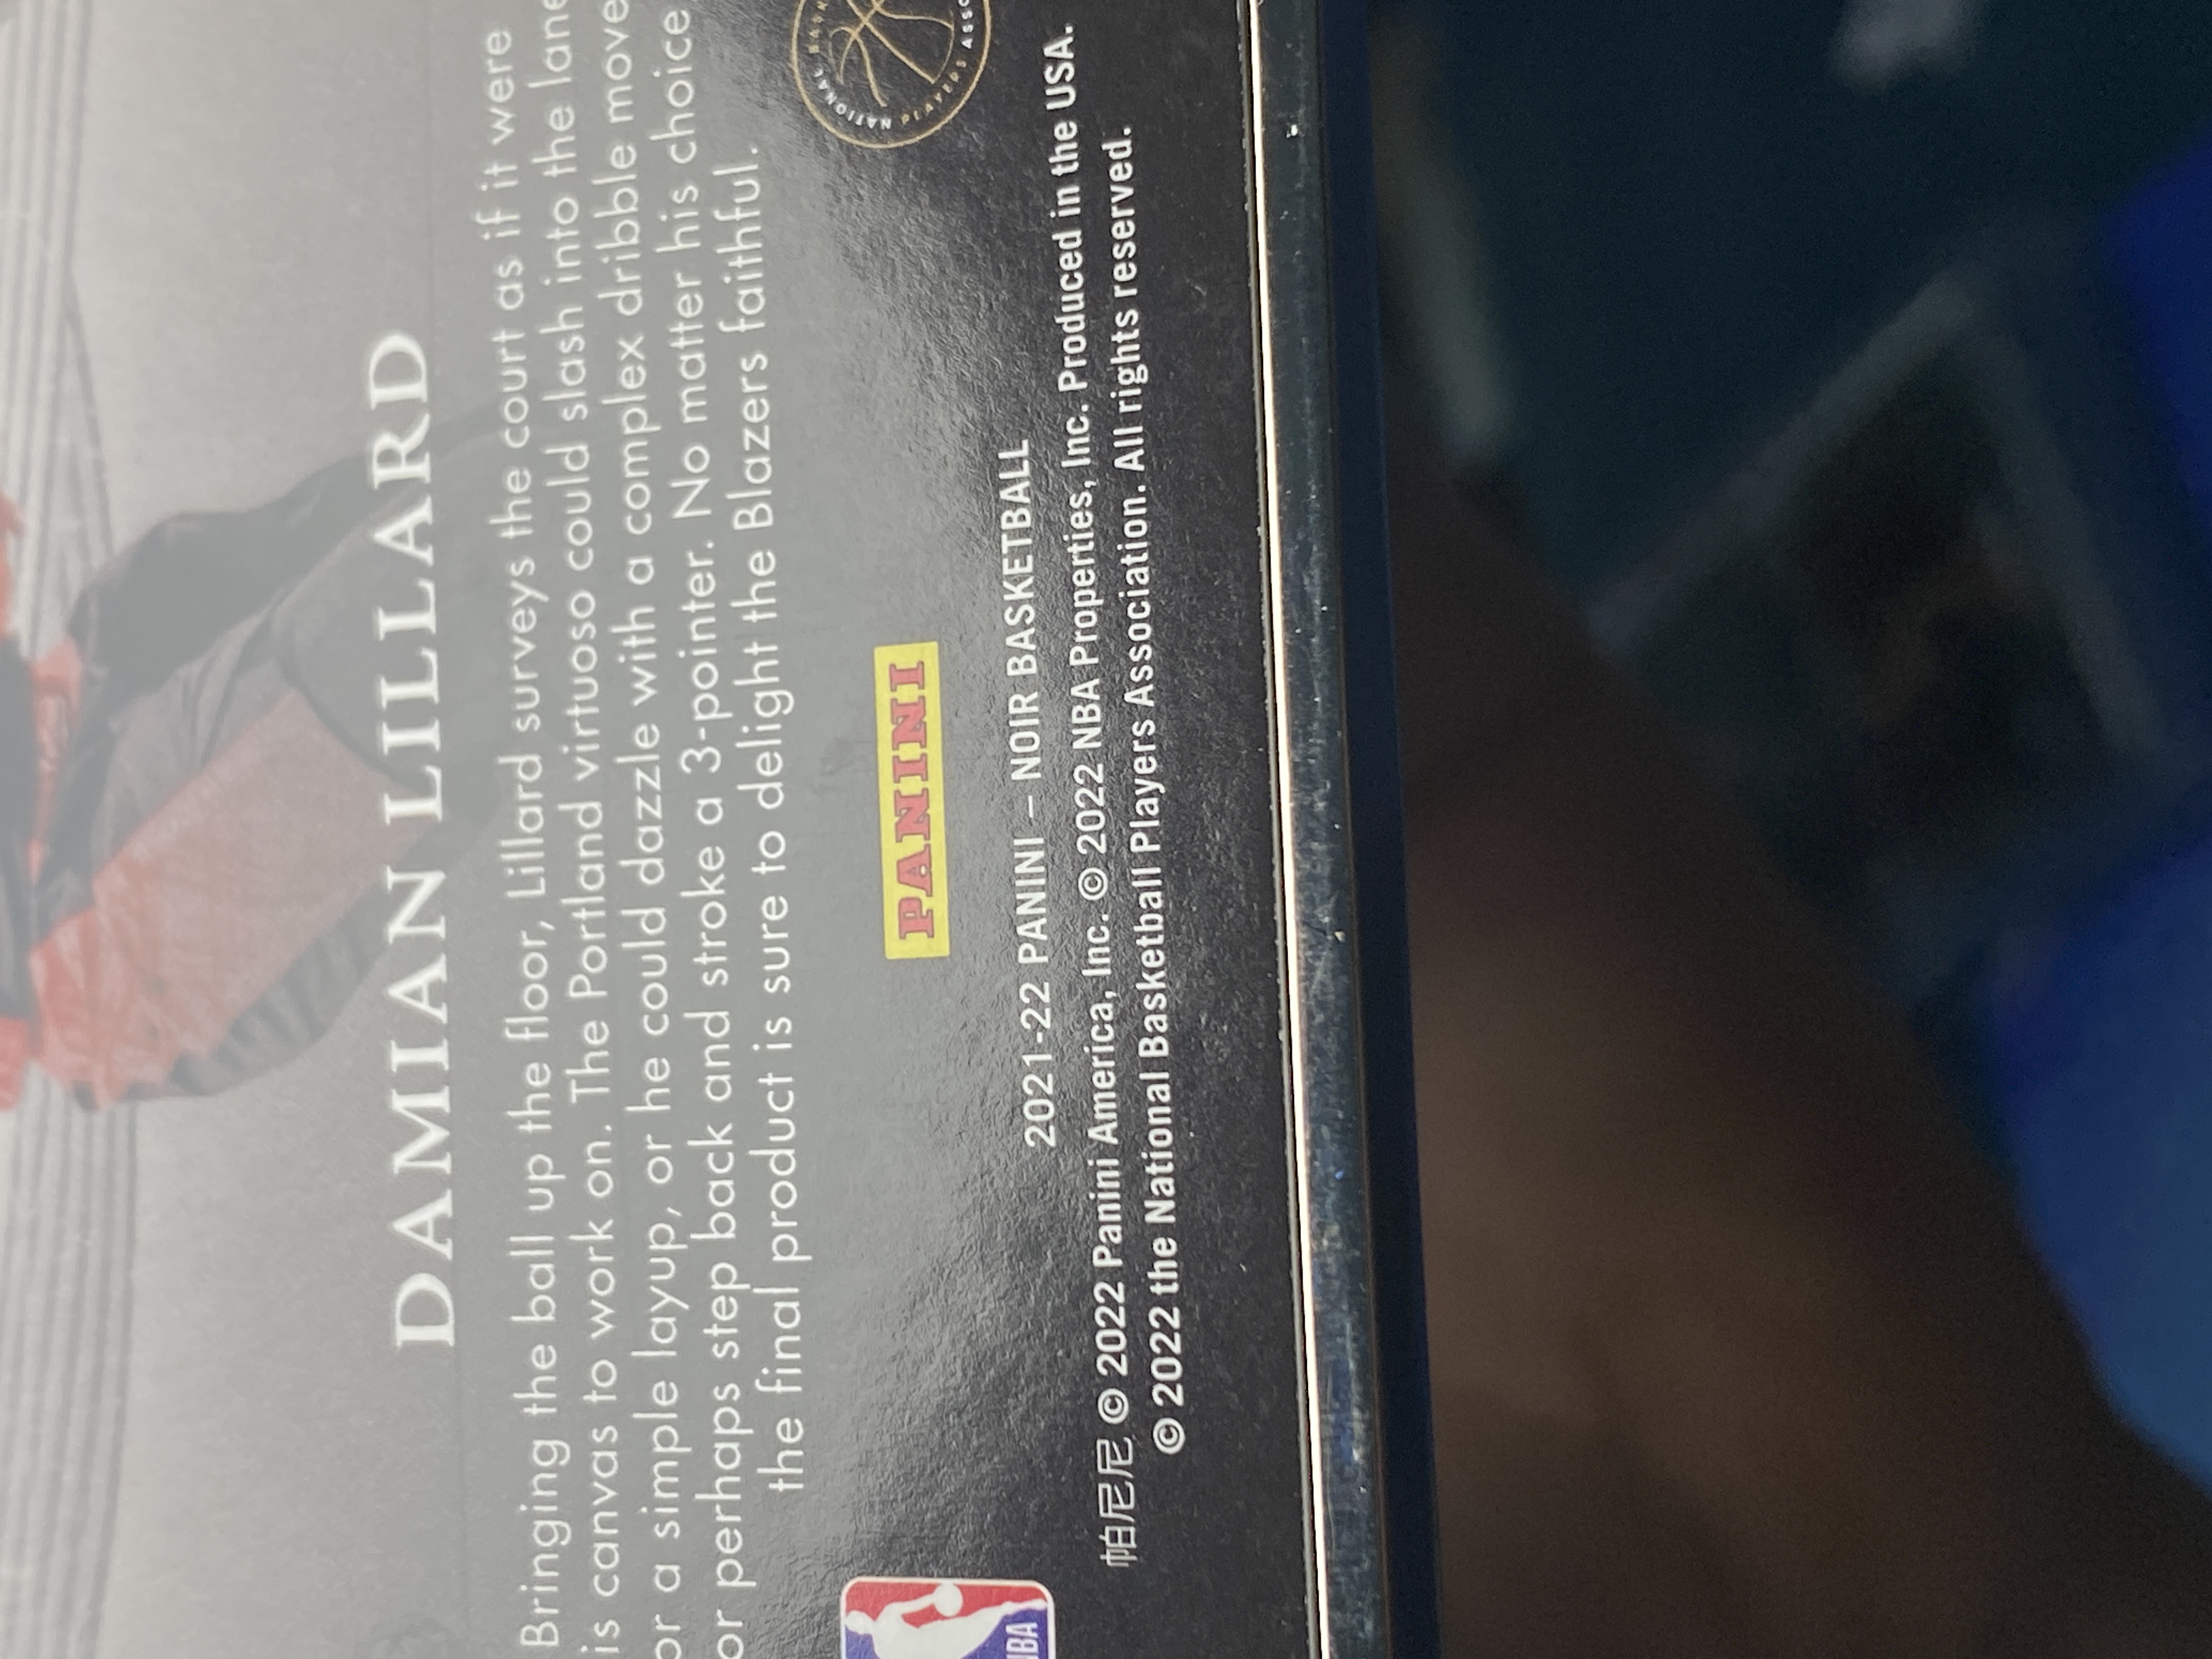 DAMIAN LILLARD
Bringing the ball up the floor, Lillard surveys the court as if it were
is canvas to work on. The Portland virtuoso could slash into the lane
or a simple layup, or he could dazzle with a complex dribble move
or perhaps step back and stroke a 3-pointer. No matter his choice
the final product is sure to delight the Blazers faithful.
PANINI
NBA
NATIONAL PLAYERS
2021-22 PANINI – NOIR BASKETBALL
帕尼尼 © 2022 Panini America, Inc. © 2022 NBA Properties, Inc. Produced in the USA.
© 2022 the National Basketball Players Association. All rights reserved.